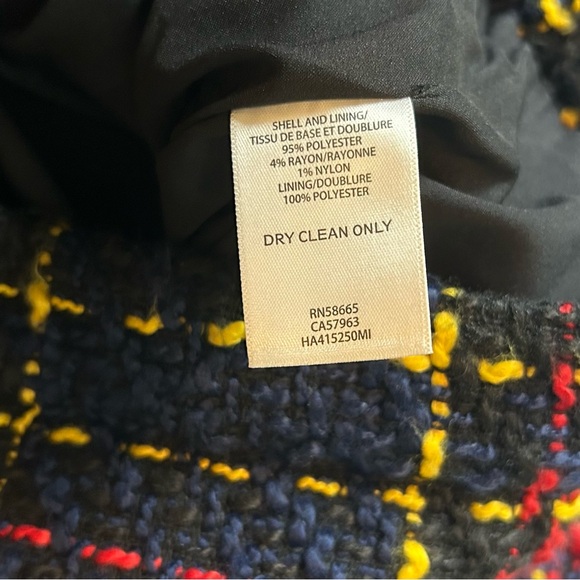 SHELL AND LINING/
TISSU DE BASE ET DOUBLURE
95% POLYESTER
4% RAYON/RAYONNE
1% NYLON
LINING/DOUBLURE
100% POLYESTER
DRY CLEAN ONLY
RN58665
CA57963
HA415250MI